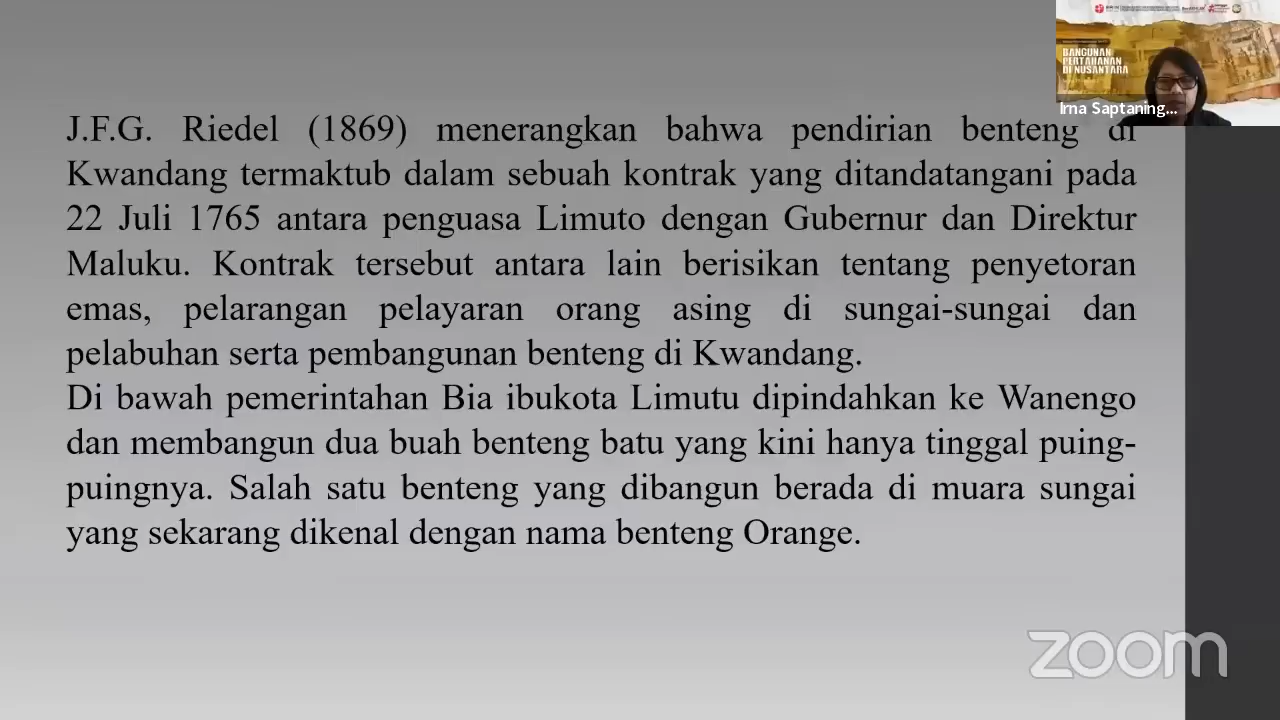 BANGUNAN
PERTAHANAN
DI NUSANTARA
Irna Saptaning...
J.F.G. Riedel (1869) menerangkan bahwa pendirian benteng di
Kwandang termaktub dalam sebuah kontrak yang ditandatangani pada
22 Juli 1765 antara penguasa Limuto dengan Gubernur dan Direktur
Maluku. Kontrak tersebut antara lain berisikan tentang penyetoran
emas, pelarangan pelayaran orang asing di sungai-sungai dan
pelabuhan serta pembangunan benteng di Kwandang.
Di bawah pemerintahan Bia ibukota Limutu dipindahkan ke Wanengo
dan membangun dua buah benteng batu yang kini hanya tinggal puing-
puingnya. Salah satu benteng yang dibangun berada di muara sungai
yang sekarang dikenal dengan nama benteng Orange.
zoom